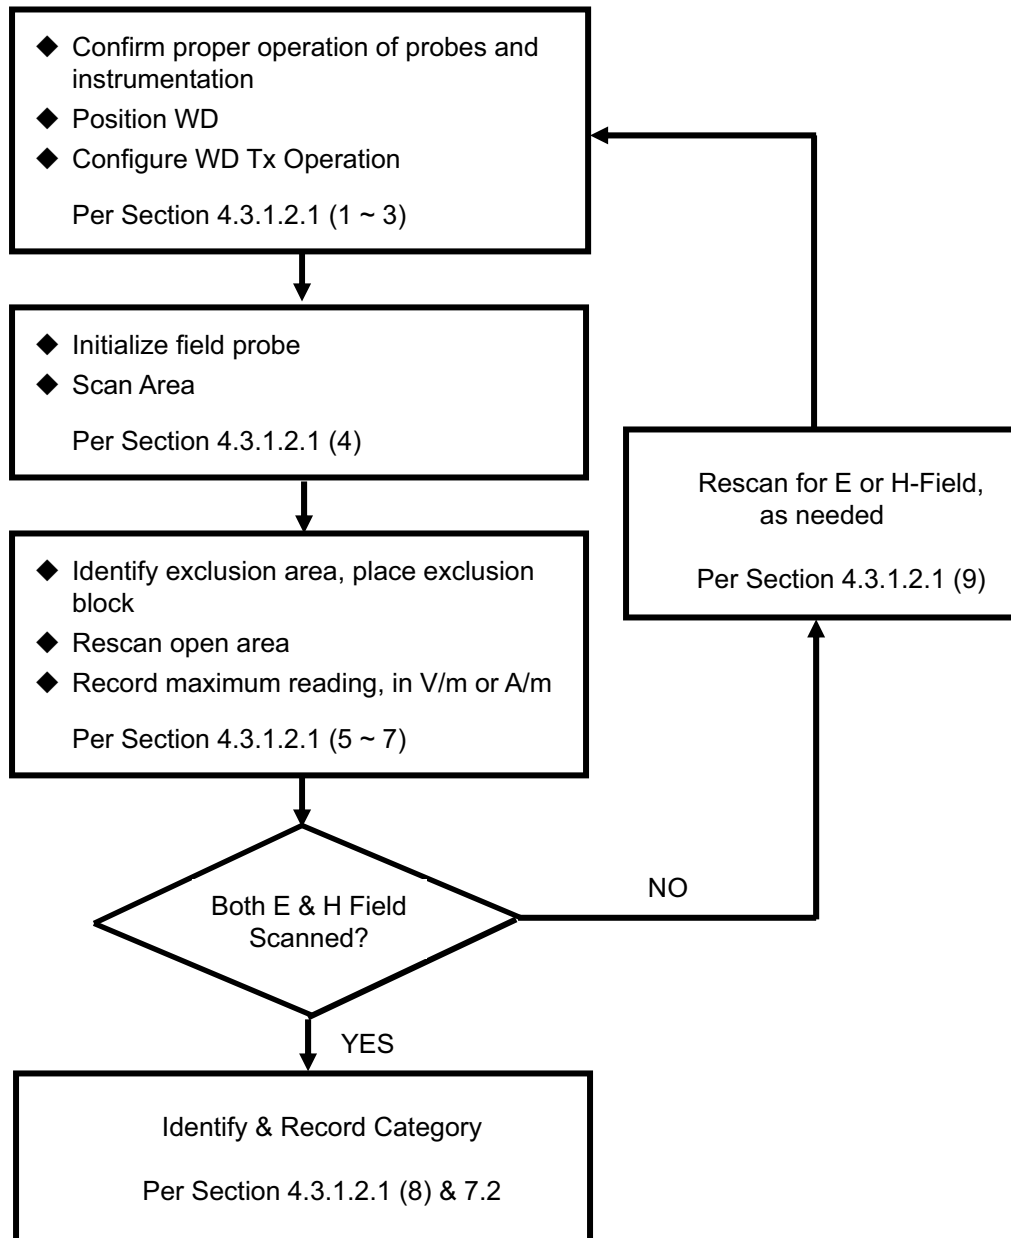 ◆ Confirm proper operation of probes and
instrumentation
◆ Position WD
◆ Configure WD Tx Operation
Per Section 4.3.1.2.1 (1 ~ 3)
◆ Initialize field probe
◆ Scan Area
Per Section 4.3.1.2.1 (4)
◆ Identify exclusion area, place exclusion
block
◆ Rescan open area
◆ Record maximum reading, in V/m or A/m
Per Section 4.3.1.2.1 (5 ~ 7)
Rescan for E or H-Field,
as needed
Per Section 4.3.1.2.1 (9)
Both E & H Field
Scanned?
NO
YES
Identify & Record Category
Per Section 4.3.1.2.1 (8) & 7.2